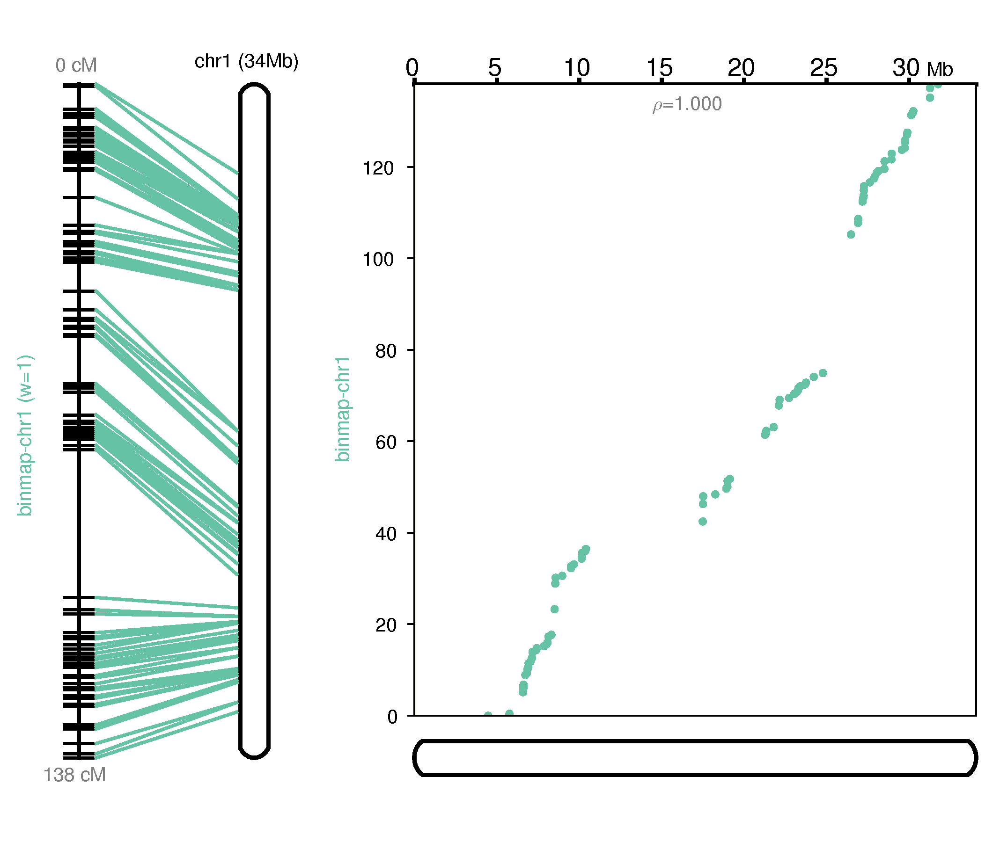 0 cM
chr1 (34Mb)
binmap-chr1 (w=1)
138 cM
0 5 10 15 20 25 30 Mb
ρ=1.000
binmap-chr1
120
100
80
60
40
20
0